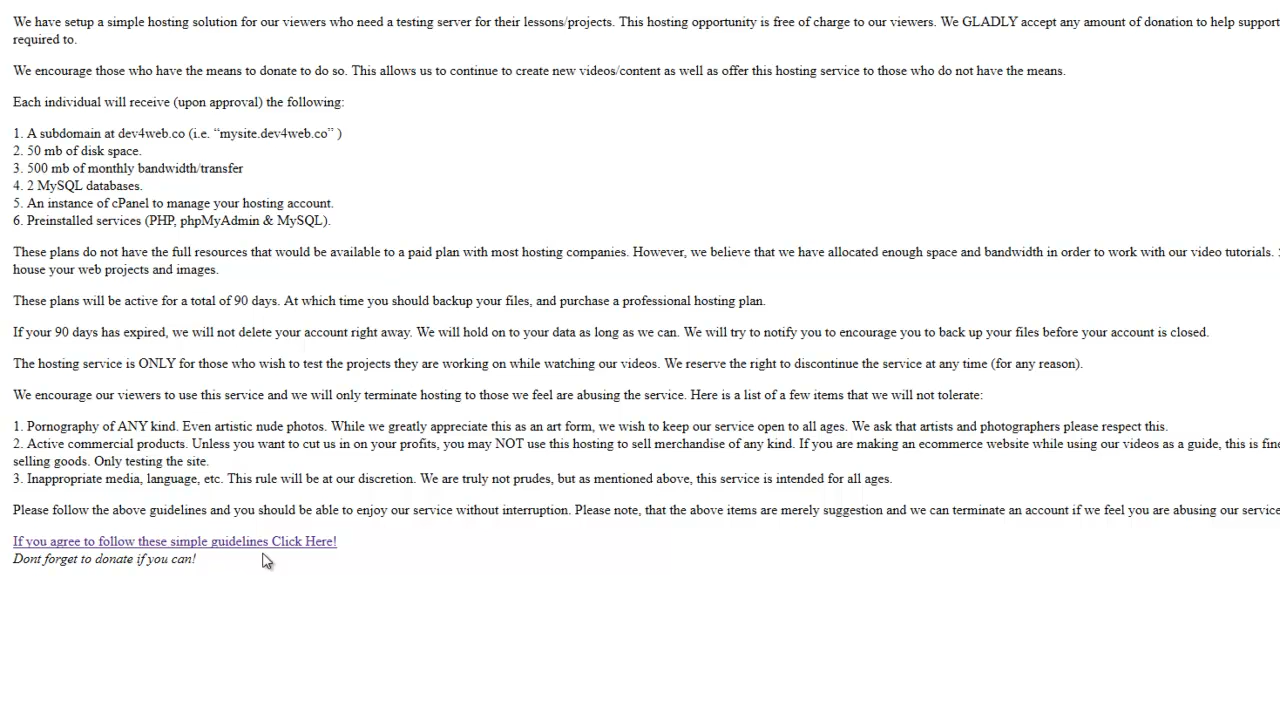 We have setup a simple hosting solution for our viewers who need a testing server for their lessons/projects. This hosting opportunity is free of charge to our viewers. We GLADLY accept any amount of donation to help support
required to.
We encourage those who have the means to donate to do so. This allows us to continue to create new videos/content as well as offer this hosting service to those who do not have the means.
Each individual will receive (upon approval) the following:
1. A subdomain at dev4web.co (i.e. “mysite.dev4web.co” )
2. 50 mb of disk space.
3. 500 mb of monthly bandwidth/transfer
4. 2 MySQL databases.
5. An instance of cPanel to manage your hosting account.
6. Preinstalled services (PHP, phpMyAdmin & MySQL).
These plans do not have the full resources that would be available to a paid plan with most hosting companies. However, we believe that we have allocated enough space and bandwidth in order to work with our video tutorials.
house your web projects and images.
These plans will be active for a total of 90 days. At which time you should backup your files, and purchase a professional hosting plan.
If your 90 days has expired, we will not delete your account right away. We will hold on to your data as long as we can. We will try to notify you to encourage you to back up your files before your account is closed.
The hosting service is ONLY for those who wish to test the projects they are working on while watching our videos. We reserve the right to discontinue the service at any time (for any reason).
We encourage our viewers to use this service and we will only terminate hosting to those we feel are abusing the service. Here is a list of a few items that we will not tolerate:
1. Pornography of ANY kind. Even artistic nude photos. While we greatly appreciate this as an art form, we wish to keep our service open to all ages. We ask that artists and photographers please respect this.
2. Active commercial products. Unless you want to cut us in on your profits, you may NOT use this hosting to sell merchandise of any kind. If you are making an ecommerce website while using our videos as a guide, this is fine
selling goods. Only testing the site.
3. Inappropriate media, language, etc. This rule will be at our discretion. We are truly not prudes, but as mentioned above, this service is intended for all ages.
Please follow the above guidelines and you should be able to enjoy our service without interruption. Please note, that the above items are merely suggestion and we can terminate an account if we feel you are abusing our service
If you agree to follow these simple guidelines Click Here!
Dont forget to donate if you can!